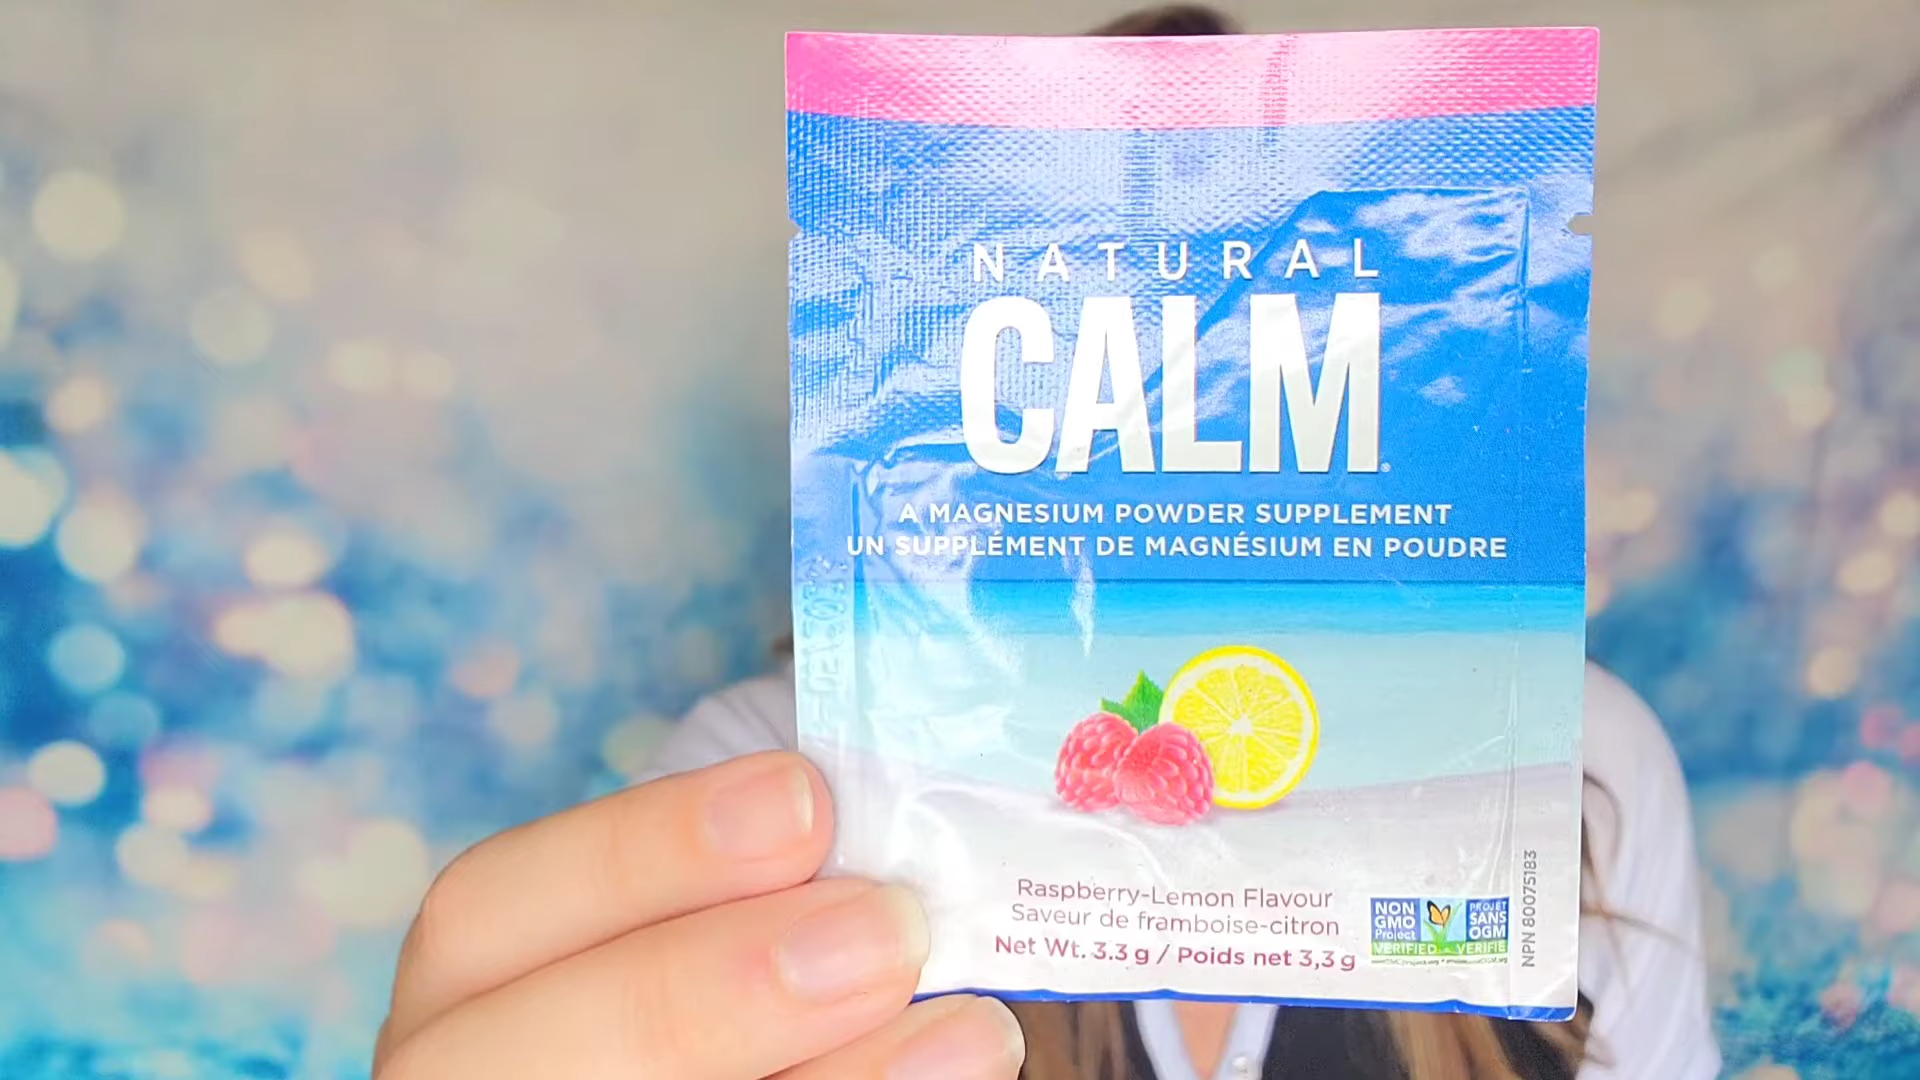 NATURAL
CALM
A MAGNESIUM POWDER SUPPLEMENT
UN SUPPLÉMENT DE MAGNÉSIUM EN POUDRE
Raspberry-Lemon Flavour
Saveur de framboise-citron
Net Wt. 3.3 g / Poids net 3,3 g
NON
GMO
Project
VERIFIED
PROJET
SANS
OGM
VERIFIÉ
NPN 80075183